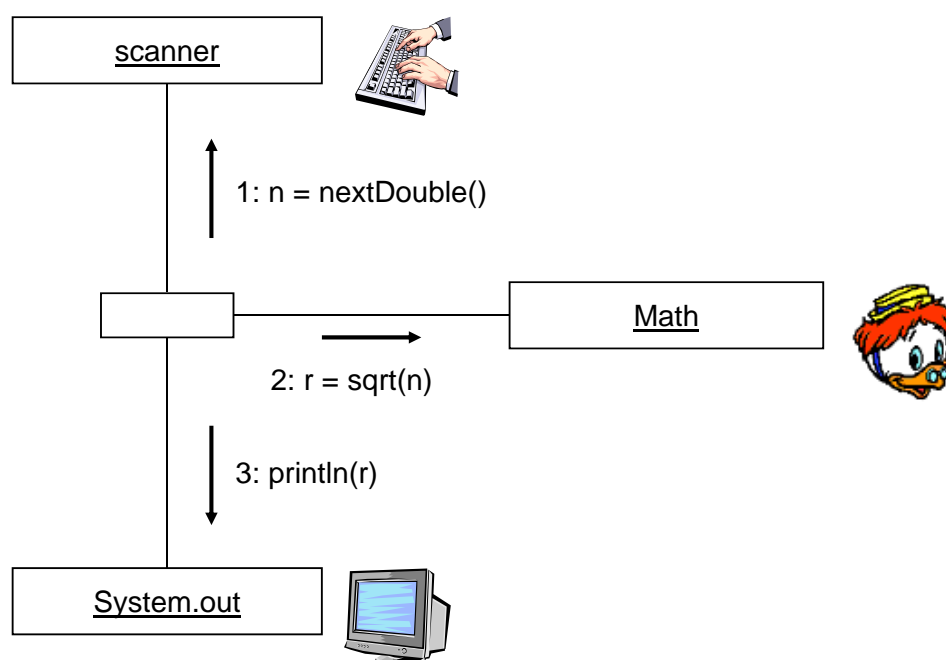 scanner
1: n = nextDouble()
Math
2: r = sqrt(n)
3: println(r)
System.out